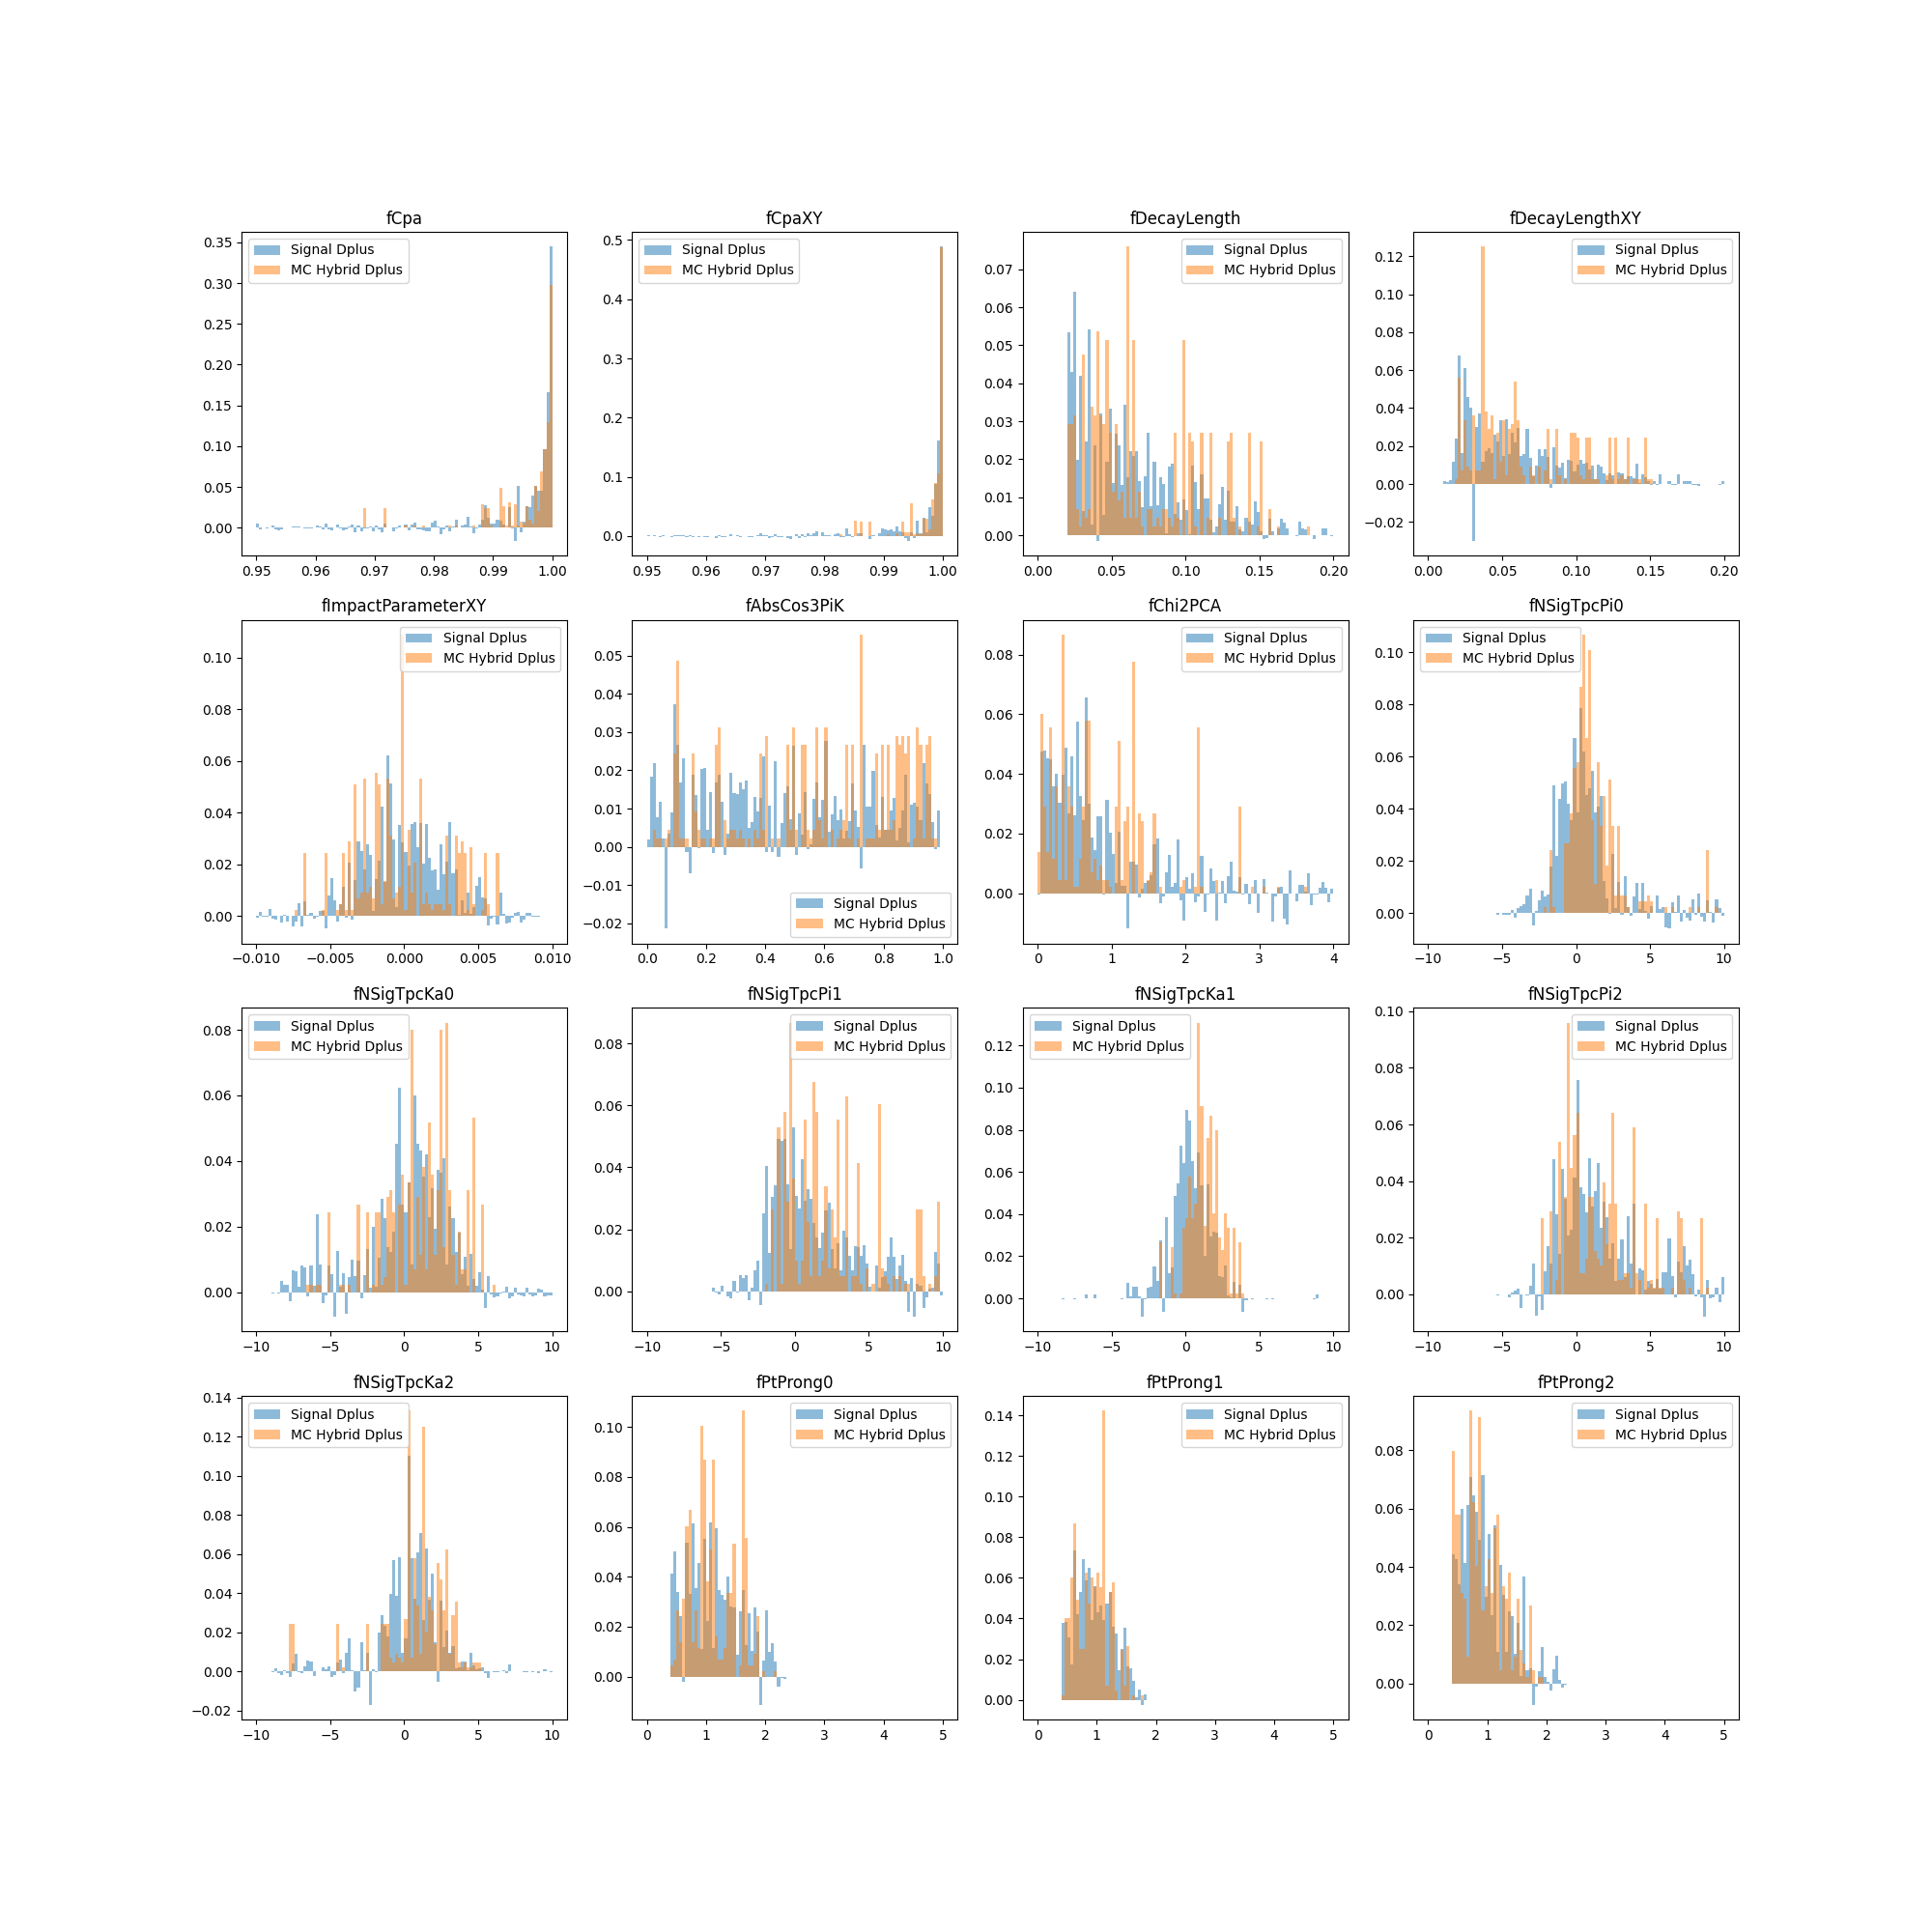 fCpa
Signal Dplus
MC Hybrid Dplus
0.35
0.30
0.25
0.20
0.15
0.10
0.05
0.00
0.95 0.96 0.97 0.98 0.99 1.00
fCpaXY
Signal Dplus
MC Hybrid Dplus
0.5
0.4
0.3
0.2
0.1
0.0
0.95 0.96 0.97 0.98 0.99 1.00
fDecayLength
Signal Dplus
MC Hybrid Dplus
0.07
0.06
0.05
0.04
0.03
0.02
0.01
0.00
0.00 0.05 0.10 0.15 0.20
fDecayLengthXY
Signal Dplus
MC Hybrid Dplus
0.12
0.10
0.08
0.06
0.04
0.02
0.00
−0.02
0.00 0.05 0.10 0.15 0.20
fImpactParameterXY
Signal Dplus
MC Hybrid Dplus
0.10
0.08
0.06
0.04
0.02
0.00
−0.010 −0.005 0.000 0.005 0.010
fAbsCos3PiK
0.05
0.04
0.03
0.02
0.01
0.00
−0.01
−0.02
Signal Dplus
MC Hybrid Dplus
0.0 0.2 0.4 0.6 0.8 1.0
fChi2PCA
Signal Dplus
MC Hybrid Dplus
0.08
0.06
0.04
0.02
0.00
0 1 2 3 4
fNSigTpcPi0
Signal Dplus
MC Hybrid Dplus
0.10
0.08
0.06
0.04
0.02
0.00
−10 −5 0 5 10
fNSigTpcKa0
Signal Dplus
MC Hybrid Dplus
0.08
0.06
0.04
0.02
0.00
−10 −5 0 5 10
fNSigTpcPi1
Signal Dplus
MC Hybrid Dplus
0.08
0.06
0.04
0.02
0.00
−10 −5 0 5 10
fNSigTpcKa1
Signal Dplus
MC Hybrid Dplus
0.12
0.10
0.08
0.06
0.04
0.02
0.00
−10 −5 0 5 10
fNSigTpcPi2
Signal Dplus
MC Hybrid Dplus
0.10
0.08
0.06
0.04
0.02
0.00
−10 −5 0 5 10
fNSigTpcKa2
Signal Dplus
MC Hybrid Dplus
0.14
0.12
0.10
0.08
0.06
0.04
0.02
0.00
−0.02
−10 −5 0 5 10
fPtProng0
Signal Dplus
MC Hybrid Dplus
0.10
0.08
0.06
0.04
0.02
0.00
0 1 2 3 4 5
fPtProng1
Signal Dplus
MC Hybrid Dplus
0.14
0.12
0.10
0.08
0.06
0.04
0.02
0.00
0 1 2 3 4 5
fPtProng2
Signal Dplus
MC Hybrid Dplus
0.08
0.06
0.04
0.02
0.00
0 1 2 3 4 5